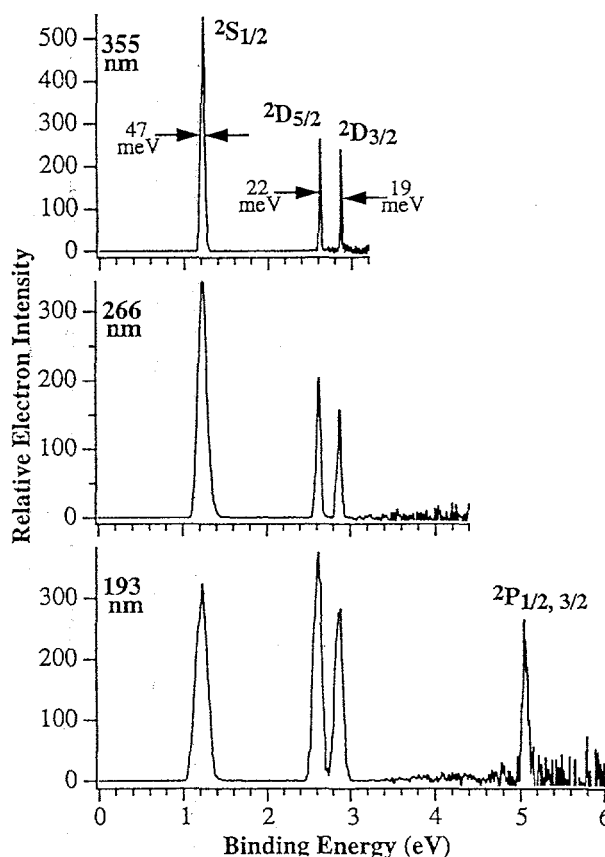 Relative Electron Intensity
355
nm
²S₁/₂
²D₅/₂
²D₃/₂
47
meV
22
meV
19
meV
500
400
300
200
100
0
266
nm
300
200
100
0
193
nm
²P₁/₂, ₃/₂
300
200
100
0
0 1 2 3 4 5 6
Binding Energy (eV)